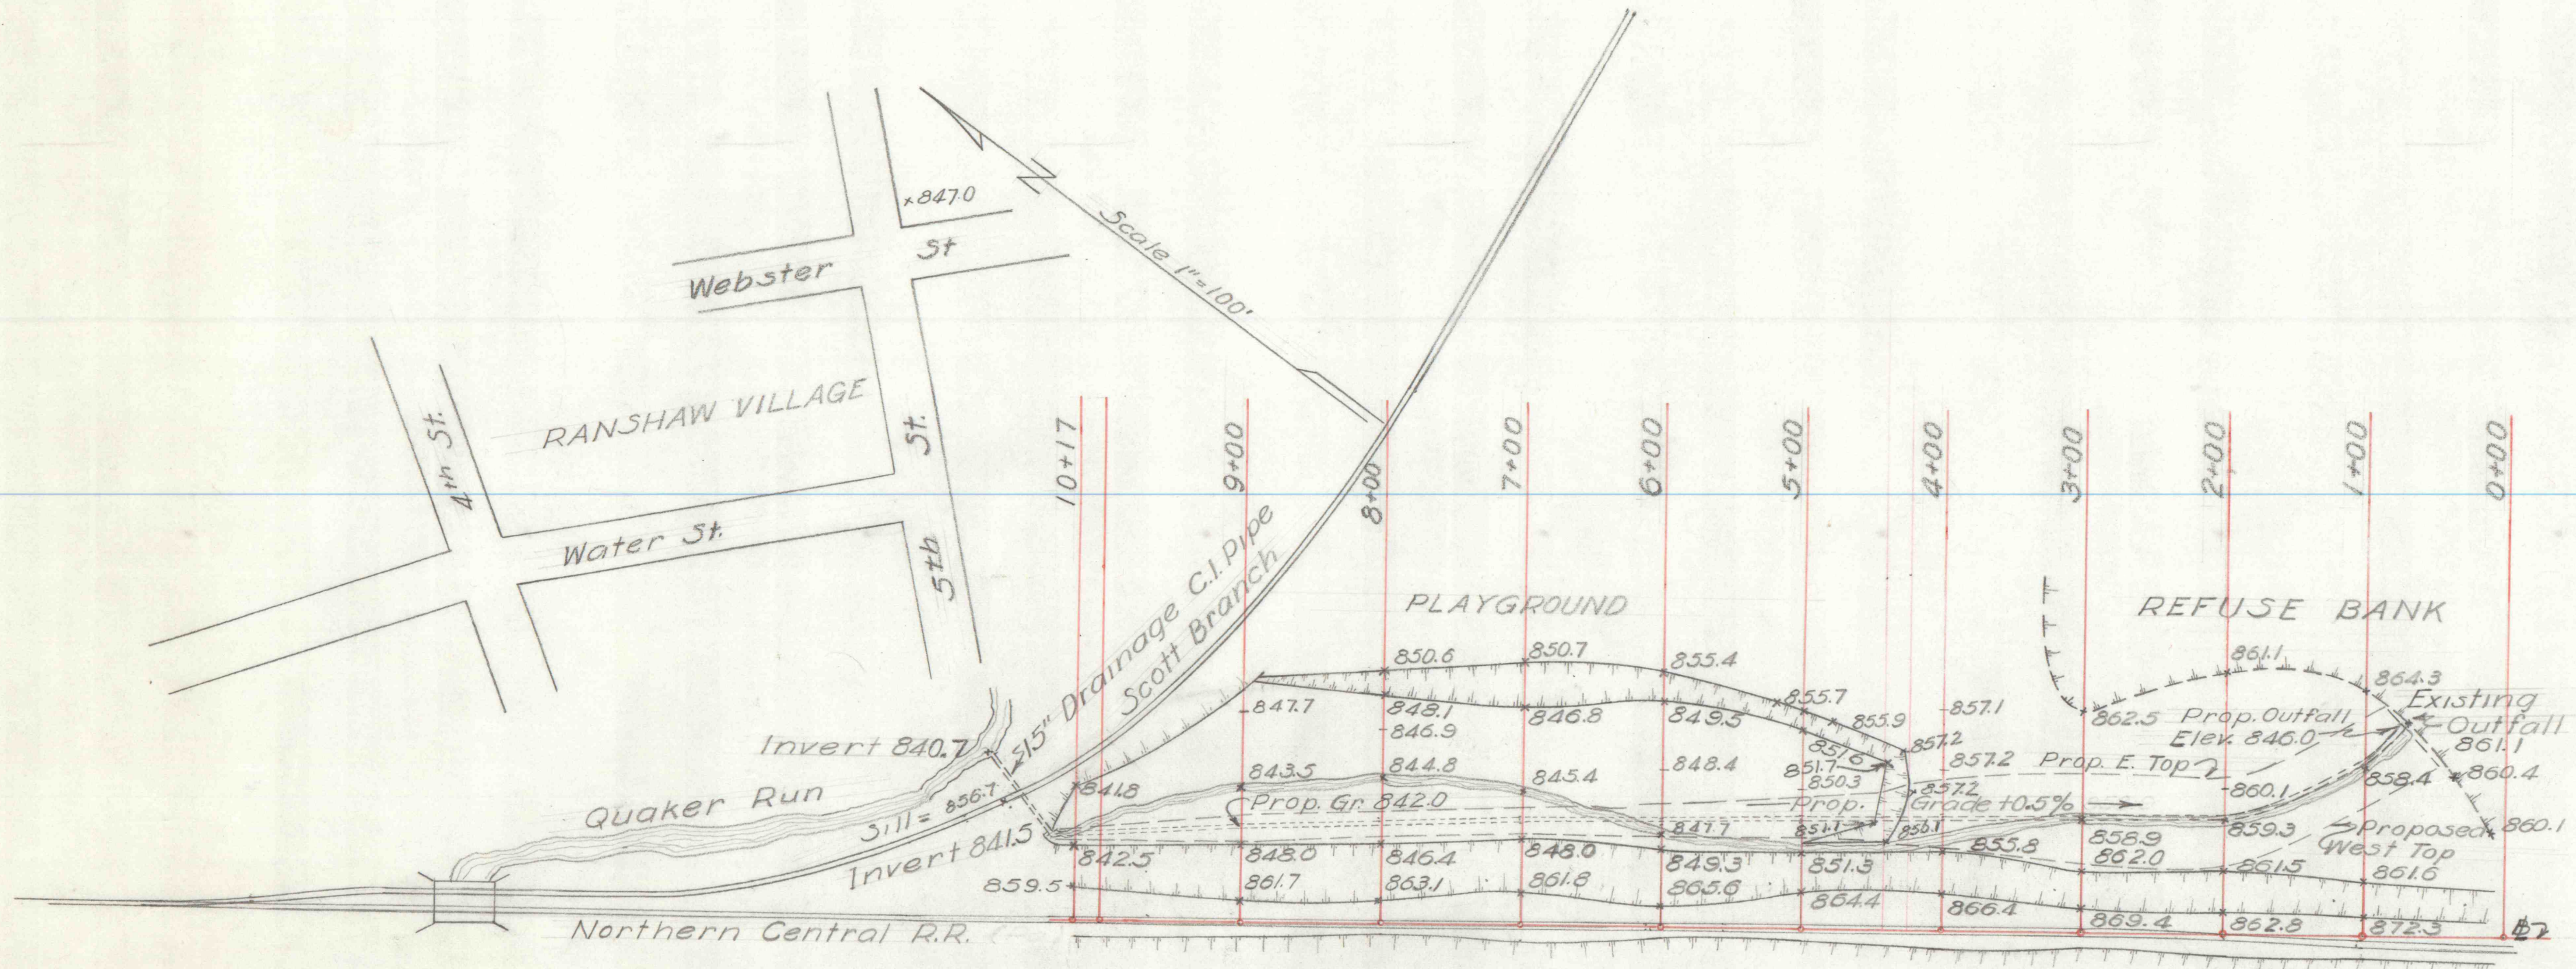 ×847.0
Webster St
Scale 1"=100'
4th St.
RANSHAW VILLAGE
St.
5th
Water St.
10+17
9+00
8+00
7+00
6+00
5+00
4+00
3+00
2+00
1+00
0+00
15" Drainage C.I. Pipe
Scott Branch
PLAYGROUND
REFUSE BANK
850.6
850.7
855.4
861.1
864.3
847.7
848.1
846.8
849.5
855.7
855.9
857.1
862.5
Prop. Outfall
Elev. 846.0
Existing
Outfall
846.9
851.6
857.2
861.1
Invert 840.7
843.5
844.8
845.4
848.4
851.7
850.3
857.2
Prop. E. Top
858.4
860.4
Quaker Run
841.8
Prop. Gr. 842.0
Prop. Grade +0.5%
857.2
860.1
Sill = 856.7
847.7
851.1
858.9
859.3
Proposed
West Top
860.1
Invert 841.5
842.5
848.0
846.4
848.0
849.3
851.3
855.8
862.0
861.5
861.6
859.5
861.7
863.1
861.8
865.6
864.4
866.4
869.4
862.8
872.3
Northern Central R.R.